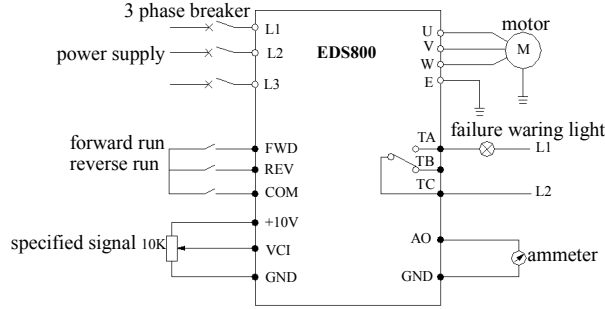 3 phase breaker
L1
EDS800
U
motor
power supply
L2
V
M
W
L3
E
forward run
FWD
TA
failure waring light
L1
reverse run
REV
TB
COM
TC
L2
+10V
specified signal 10K
VCI
AO
GND
GND
ammeter